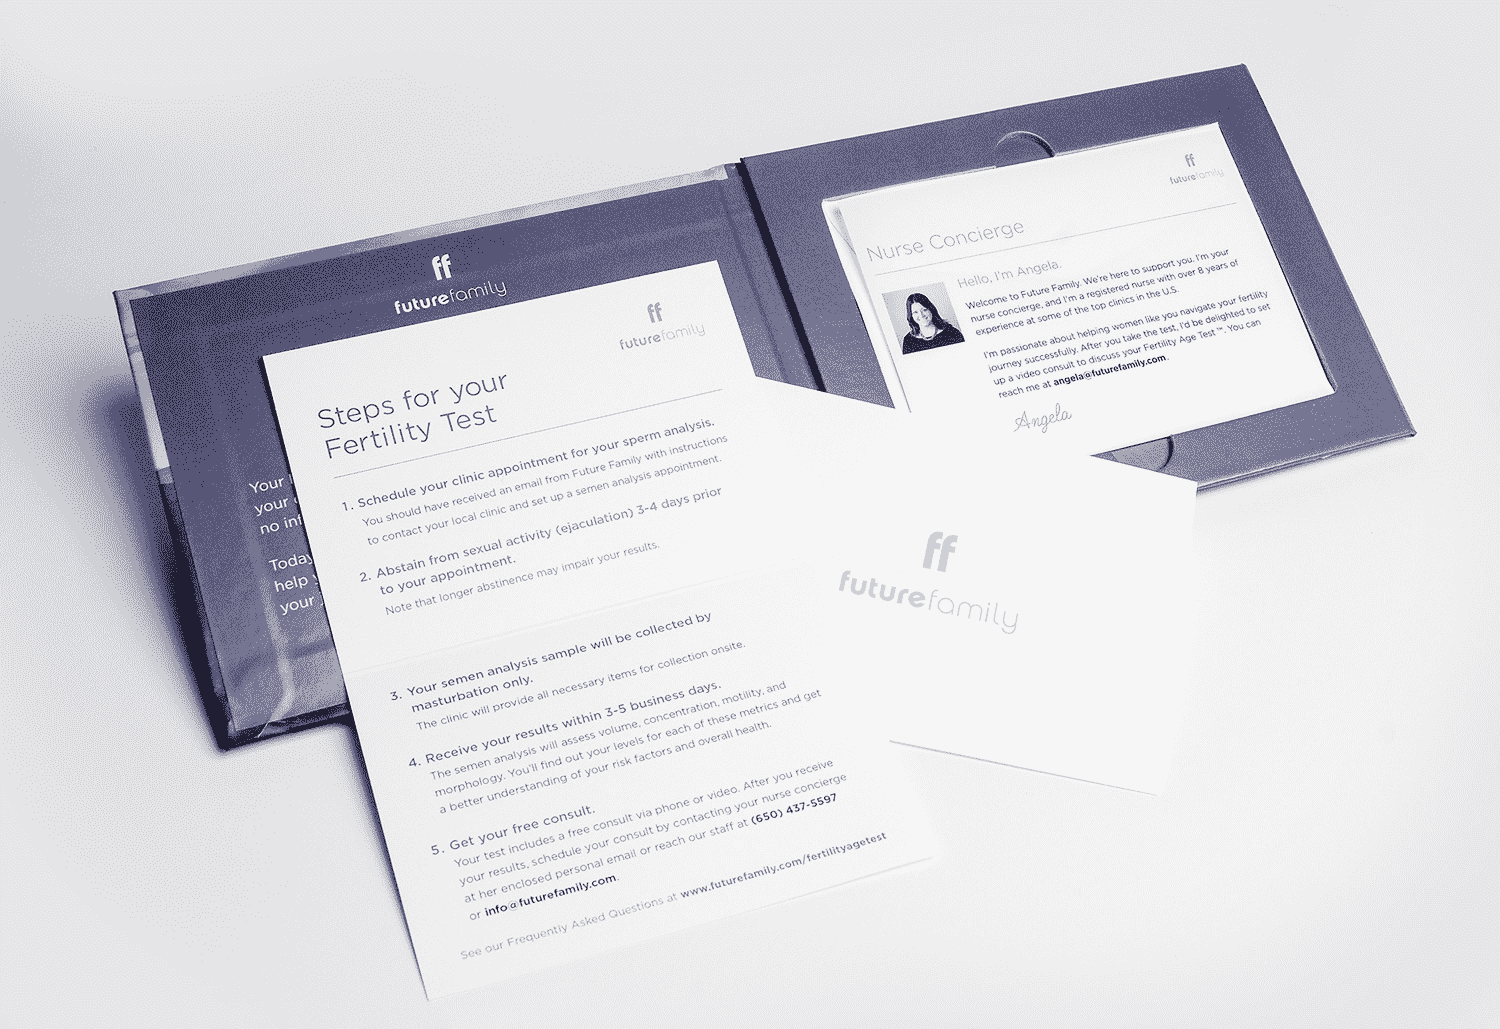 ff
futurefamily
Your
your
no inf
Today
help
your
ff
futurefamily
Steps for your
Fertility Test
1. Schedule your clinic appointment for your sperm analysis.
You should have received an email from Future Family with instructions
to contact your local clinic and set up a semen analysis appointment.
2. Abstain from sexual activity (ejaculation) 3-4 days prior
to your appointment.
Note that longer abstinence may impair your results.
3. Your semen analysis sample will be collected by
masturbation only.
The clinic will provide all necessary items for collection onsite.
4. Receive your results within 3-5 business days.
The semen analysis will assess volume, concentration, motility, and
morphology. You'll find out your levels for each of these metrics and get
a better understanding of your risk factors and overall health.
5. Get your free consult.
Your test includes a free consult via phone or video. After you receive
your results, schedule your consult by contacting your nurse concierge
at her enclosed personal email or reach our staff at (650) 437-5597
or info@futurefamily.com.
See our Frequently Asked Questions at www.futurefamily.com/fertilityagetest
ff
futurefamily
Nurse Concierge
Hello, I'm Angela.
Welcome to Future Family. We're here to support you. I'm your
nurse concierge, and I'm a registered nurse with over 8 years of
experience at some of the top clinics in the U.S.
I'm passionate about helping women like you navigate your fertility
journey successfully. After you take the test, I'd be delighted to set
up a video consult to discuss your Fertility Age Test™. You can
reach me at angela@futurefamily.com.
Angela
ff
futurefamily